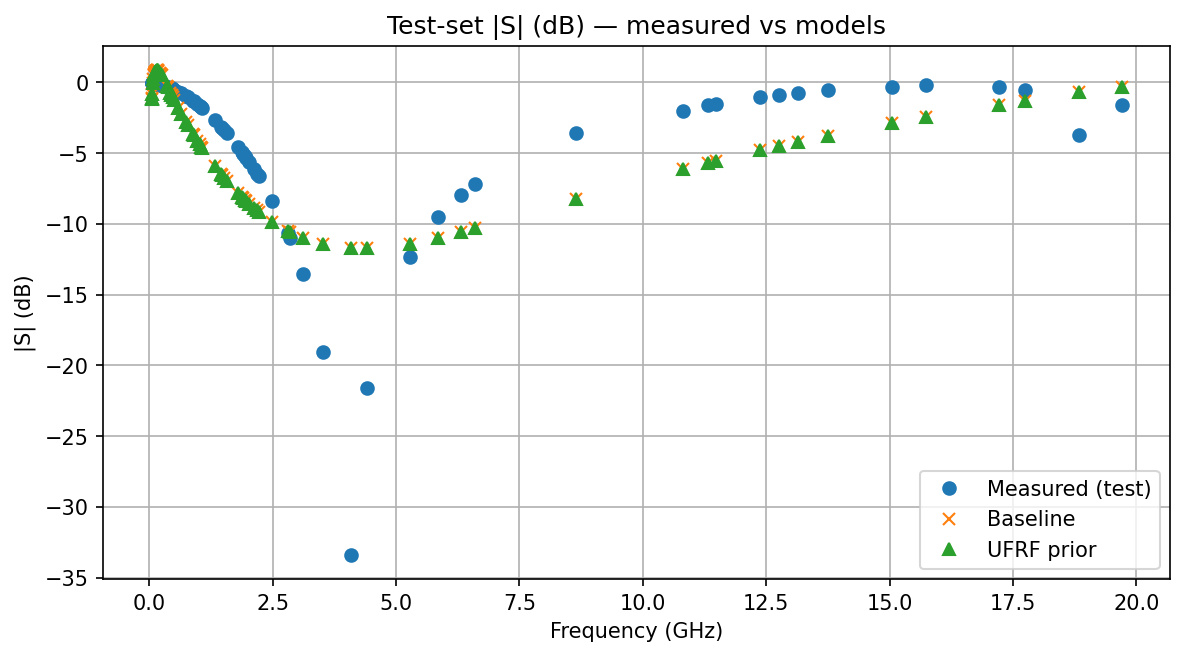 Test-set |S| (dB) — measured vs models
|S| (dB)
0
−5
−10
−15
−20
−25
−30
−35
0.0
2.5
5.0
7.5
10.0
12.5
15.0
17.5
20.0
Frequency (GHz)
Measured (test)
Baseline
UFRF prior